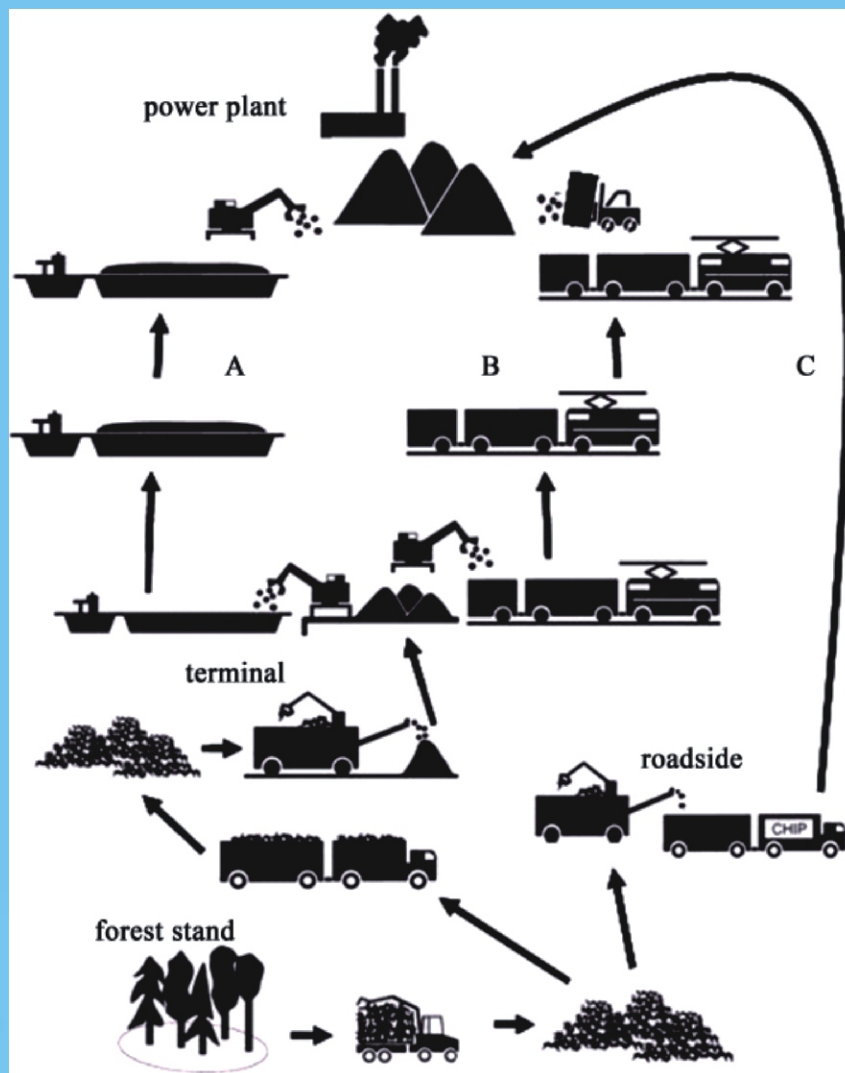 power plant
A
B
C
terminal
roadside
CHIP
forest stand